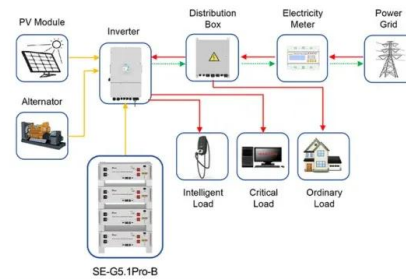 PV Module
Inverter
Distribution
Box
Electricity
Meter
Power
Grid
Alternator
Intelligent
Load
Critical
Load
Ordinary
Load
SE-G5.1Pro-B